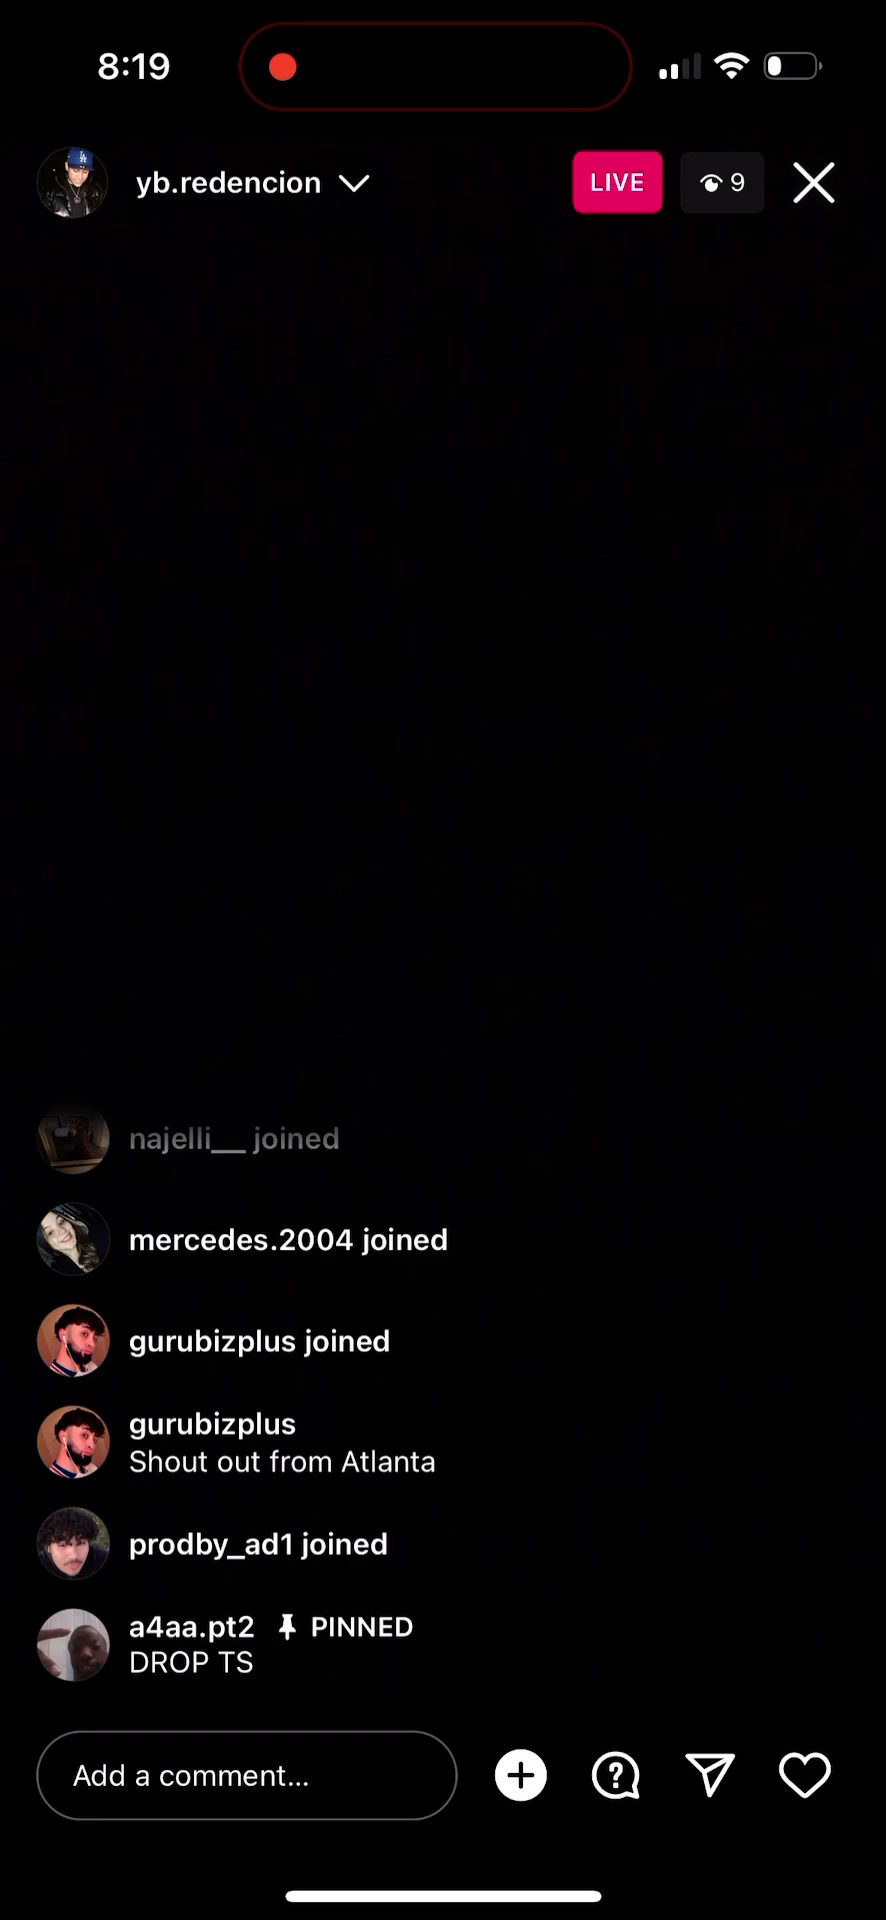 8:19
yb.redencion
LIVE
9
najelli__ joined
mercedes.2004 joined
gurubizplus joined
gurubizplus
Shout out from Atlanta
prodby_ad1 joined
a4aa.pt2 PINNED
DROP TS
Add a comment...